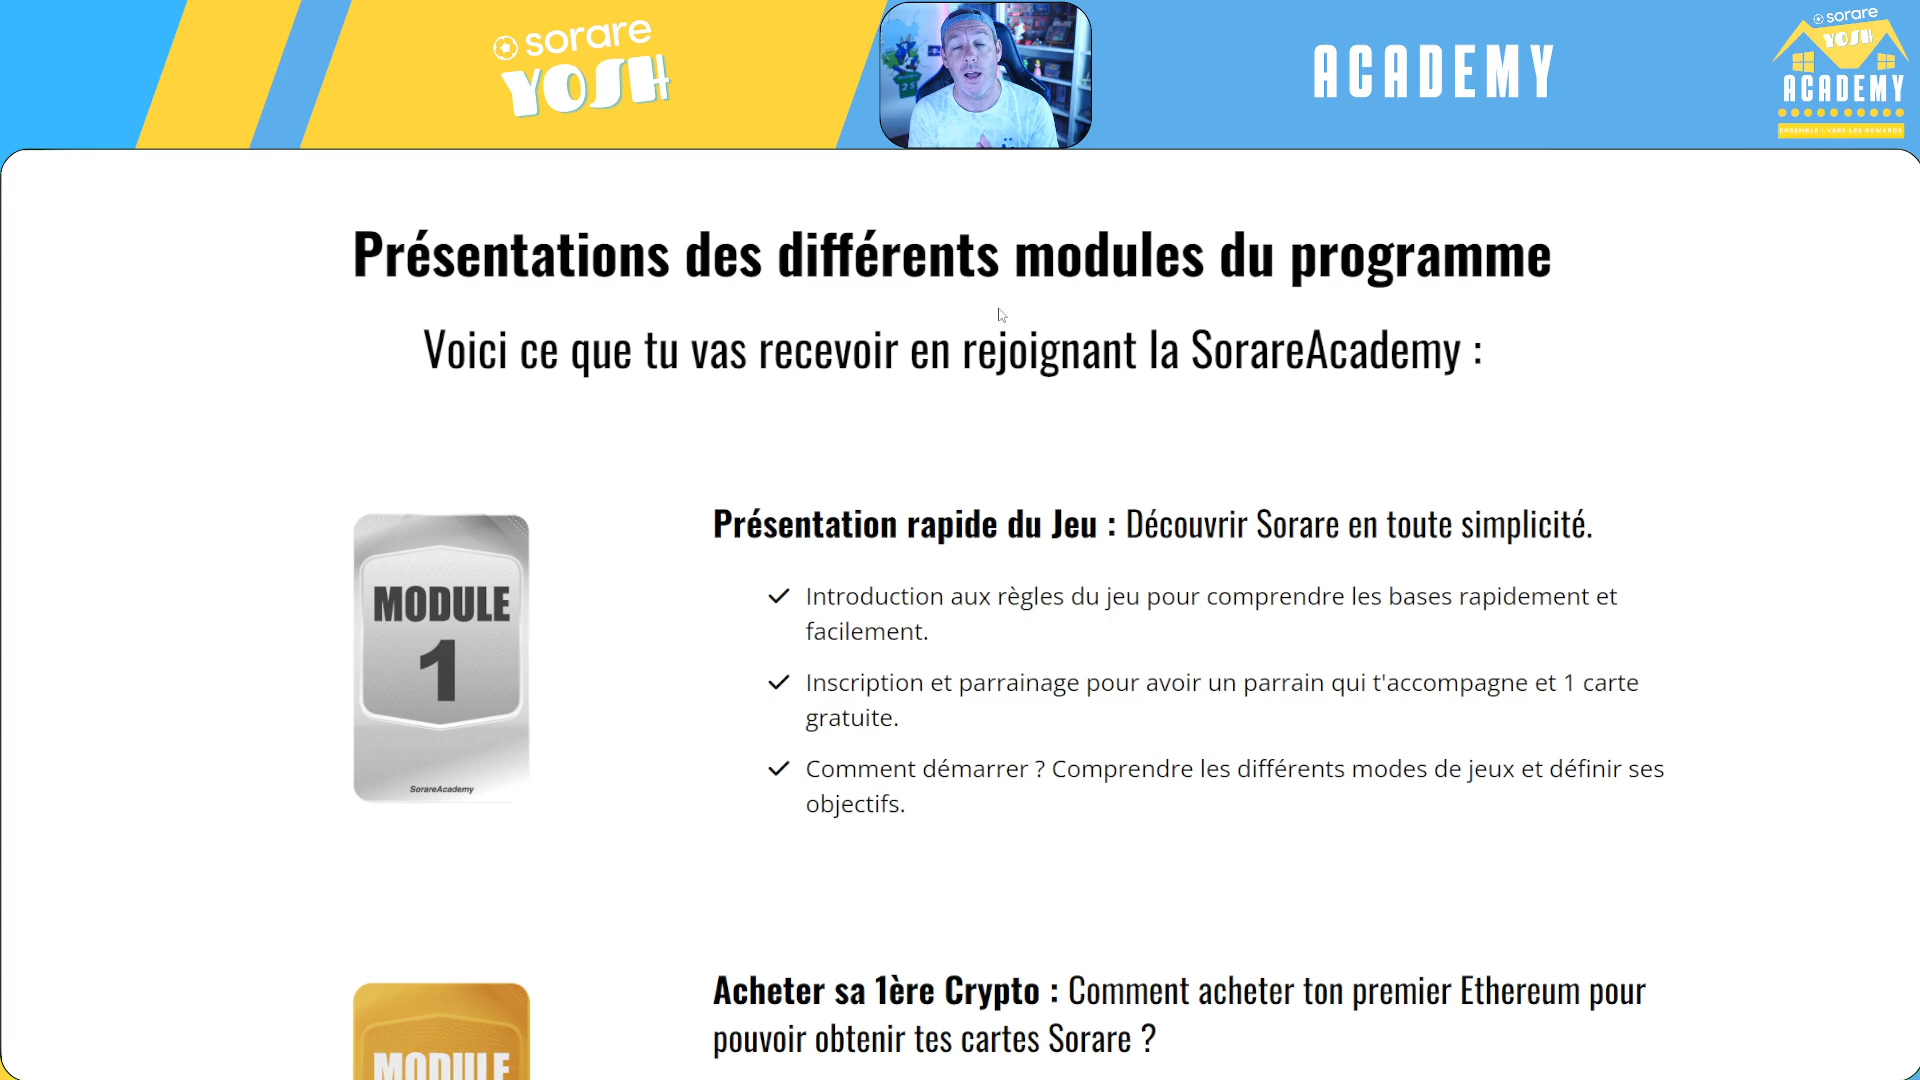 sorare
YOSH
ACADEMY
sorare
YOSH
ACADEMY
ENSEMBLE ! VERS LES REWARDS
Présentations des différents modules du programme
Voici ce que tu vas recevoir en rejoignant la SorareAcademy :
MODULE
1
SorareAcademy
Présentation rapide du Jeu : Découvrir Sorare en toute simplicité.
Introduction aux règles du jeu pour comprendre les bases rapidement et
facilement.
Inscription et parrainage pour avoir un parrain qui t'accompagne et 1 carte
gratuite.
Comment démarrer ? Comprendre les différents modes de jeux et définir ses
objectifs.
MODULE
Acheter sa 1ère Crypto : Comment acheter ton premier Ethereum pour
pouvoir obtenir tes cartes Sorare ?